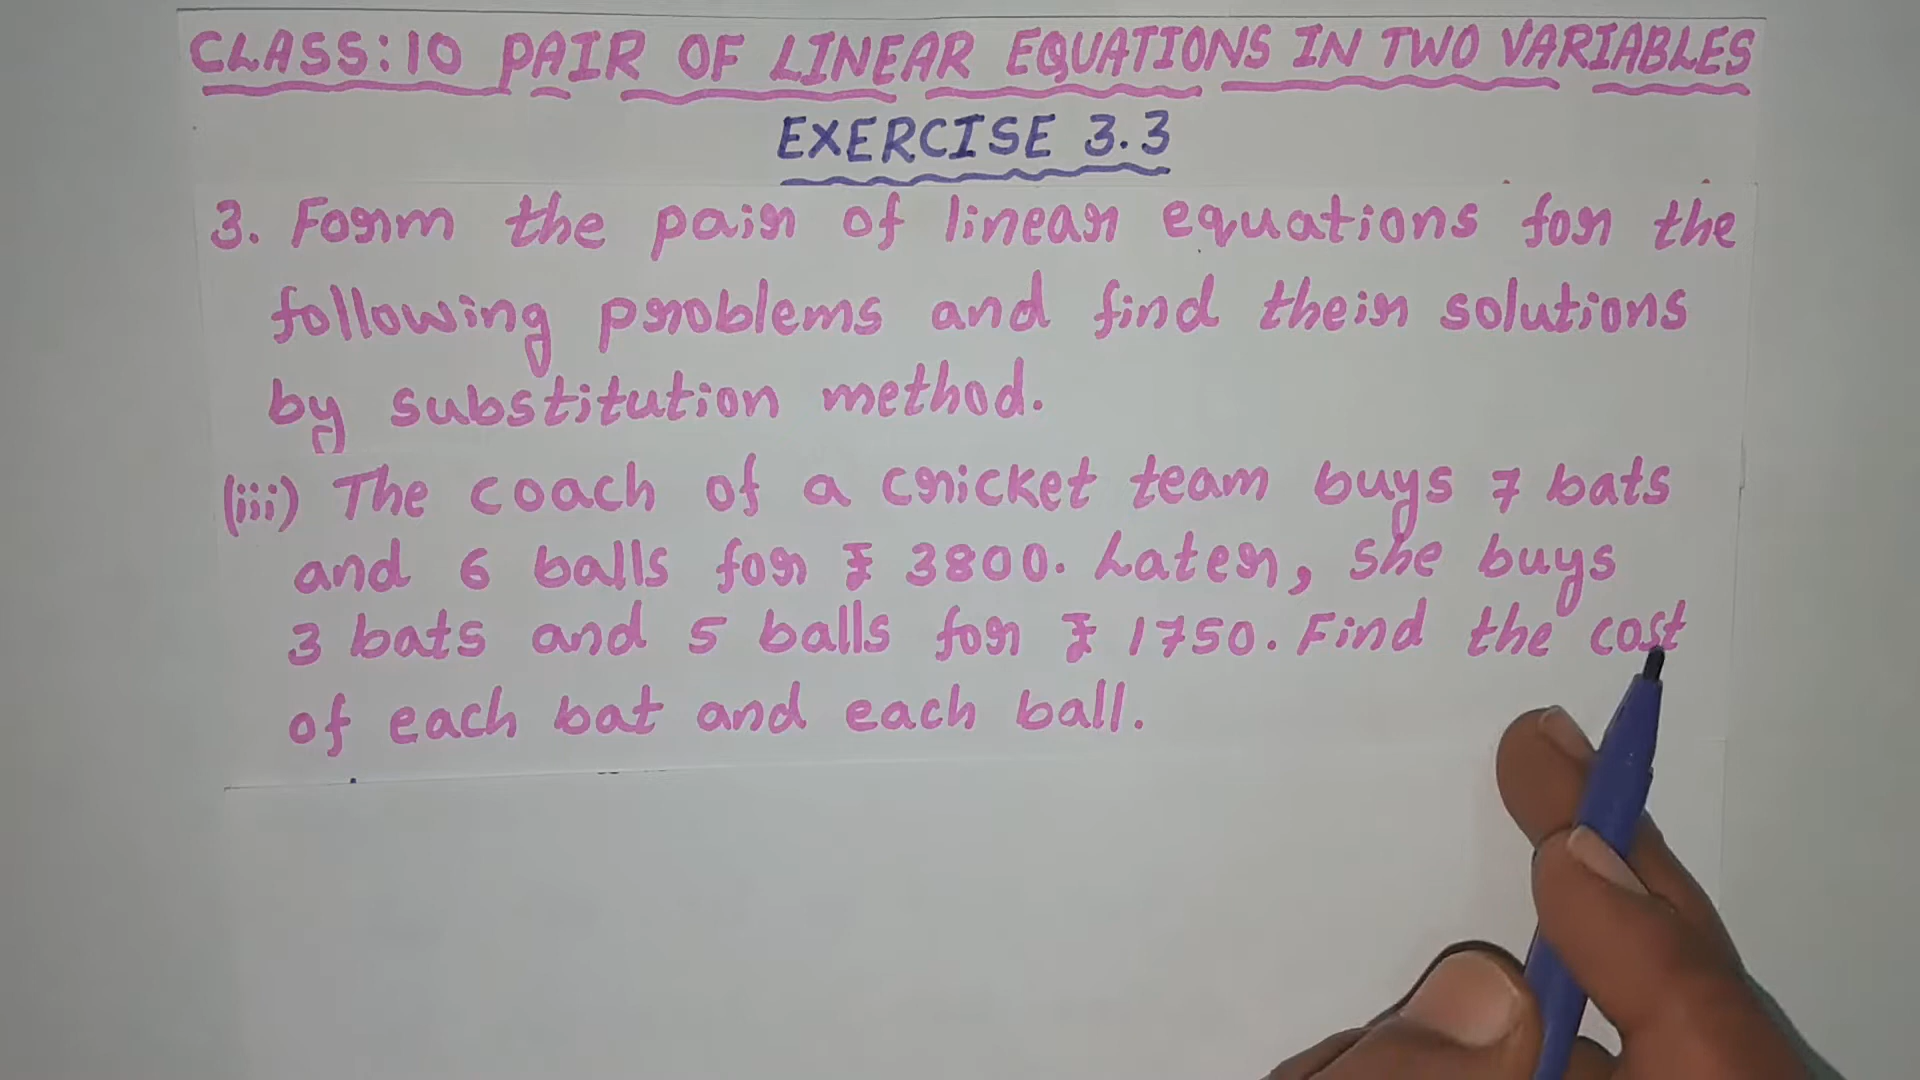 CLASS:10 PAIR OF LINEAR EQUATIONS IN TWO VARIABLES
EXERCISE 3.3
3. Form the pair of linear equations for the
following problems and find their solutions
by substitution method.
(iii) The coach of a cricket team buys 7 bats
and 6 balls for ₹ 3800. Later, she buys
3 bats and 5 balls for ₹ 1750. Find the cost
of each bat and each ball.